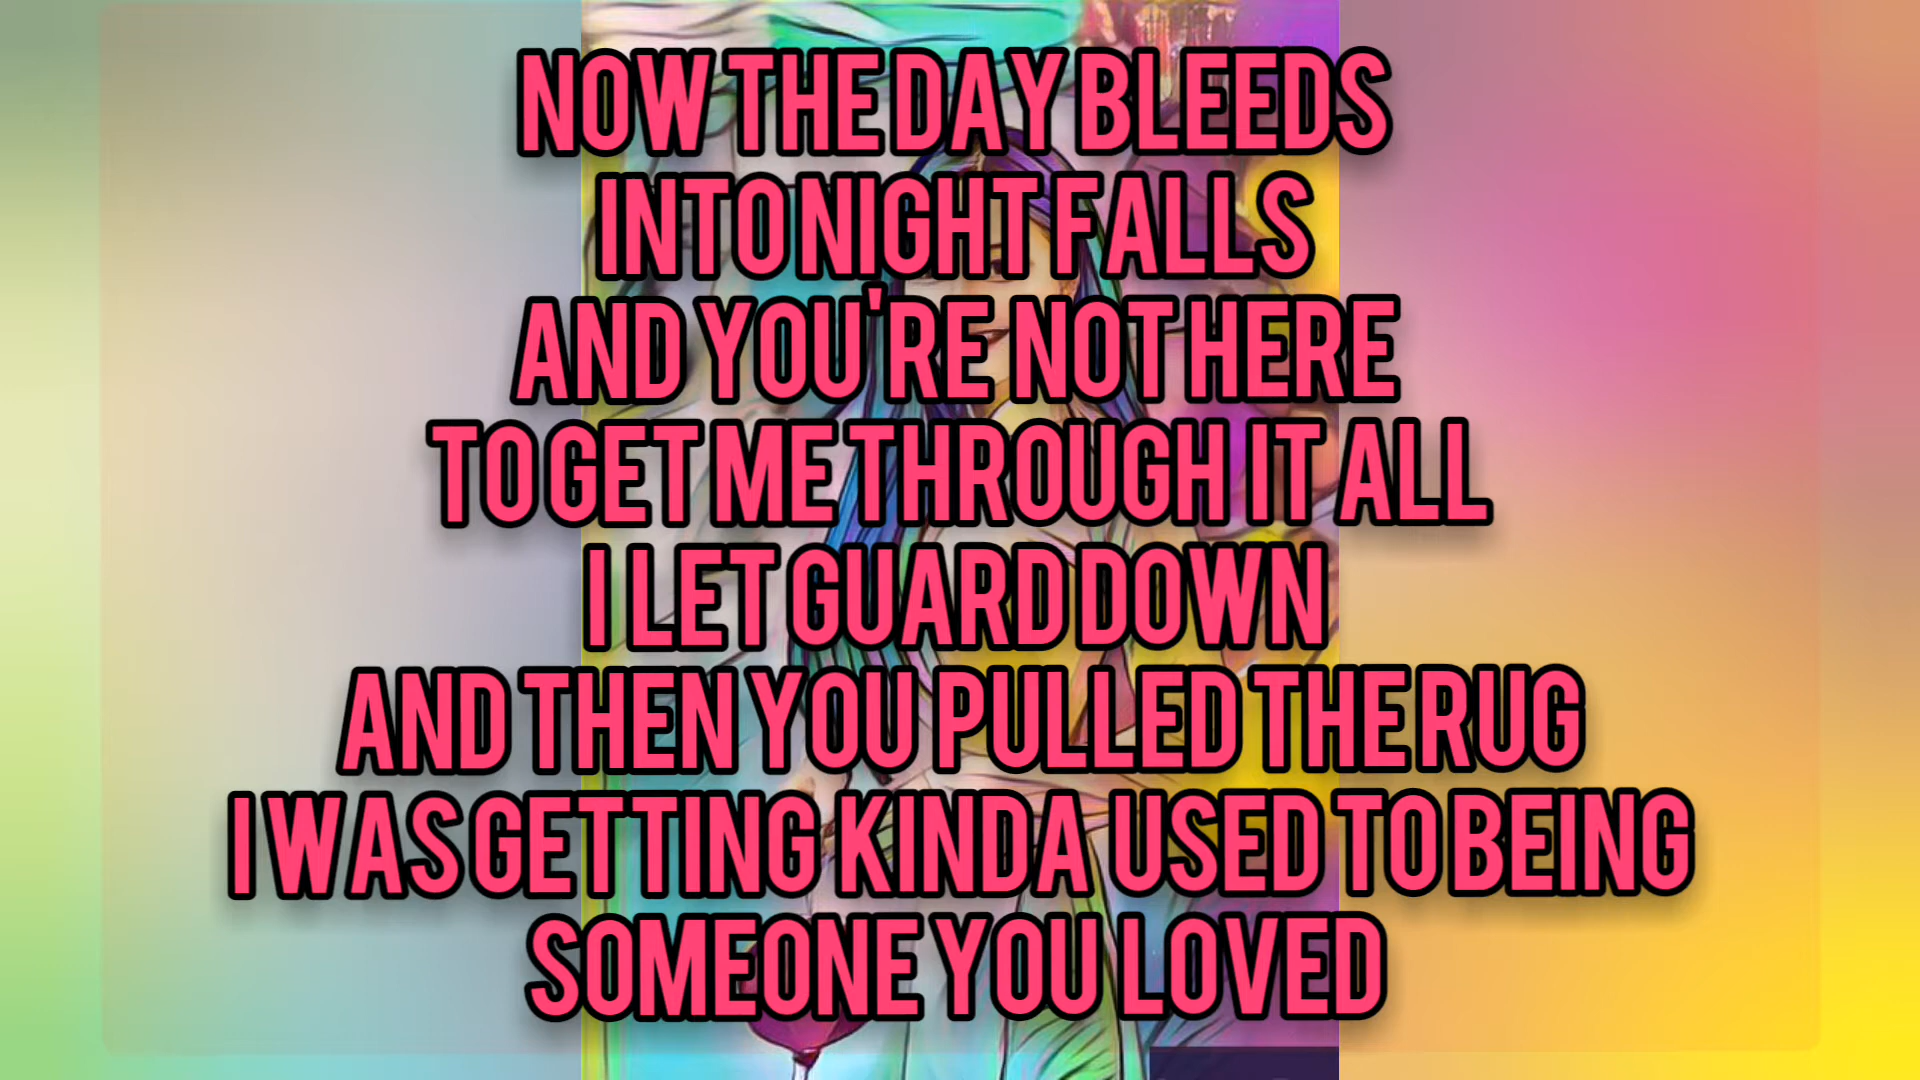 NOW THE DAY BLEEDS
INTO NIGHT FALLS
AND YOU'RE NOT HERE
TO GET ME THROUGH IT ALL
I LET GUARD DOWN
AND THEN YOU PULLED THE RUG
I WAS GETTING KINDA USED TO BEING
SOMEONE YOU LOVED